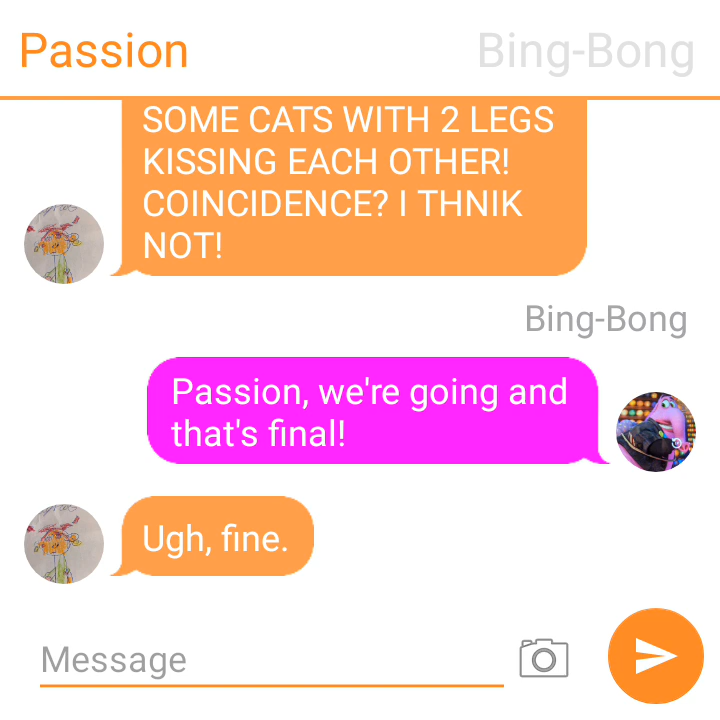 Passion
Bing-Bong
SOME CATS WITH 2 LEGS
KISSING EACH OTHER!
COINCIDENCE? I THNIK
NOT!
Bing-Bong
Passion, we're going and
that's final!
Ugh, fine.
Message